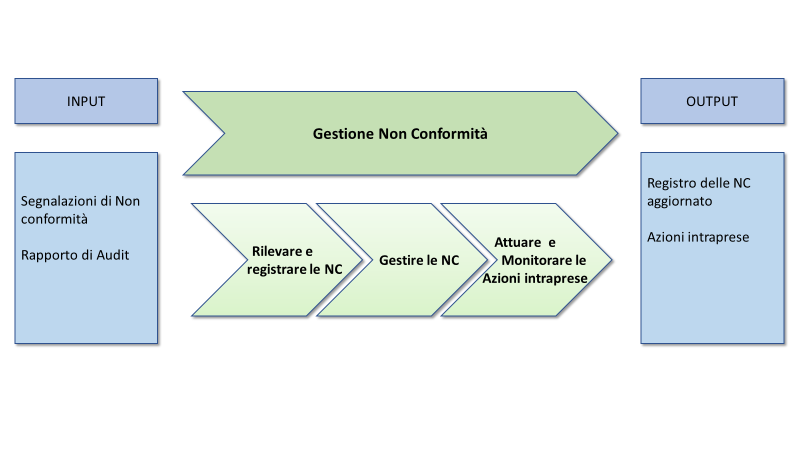 INPUT
Gestione Non Conformità
OUTPUT
Segnalazioni di Non
conformità
Rapporto di Audit
Rilevare e
registrare le NC
Gestire le NC
Attuare e
Monitorare le
Azioni intraprese
Registro delle NC
aggiornato
Azioni intraprese